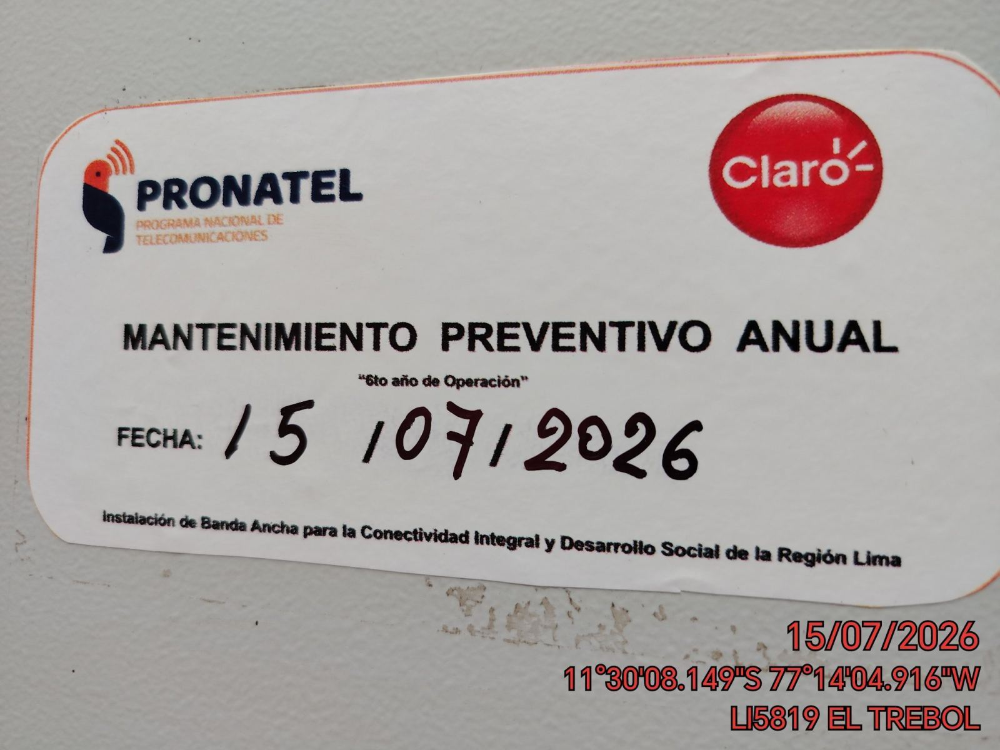 PRONATEL
PROGRAMA NACIONAL DE
TELECOMUNICACIONES
Claro
MANTENIMIENTO PREVENTIVO ANUAL
"6to año de Operación"
FECHA: 15 / 07 / 2026
Instalación de Banda Ancha para la Conectividad Integral y Desarrollo Social de la Región Lima
15/07/2026
11°30'08.149"S 77°14'04.916"W
LI5819 EL TREBOL